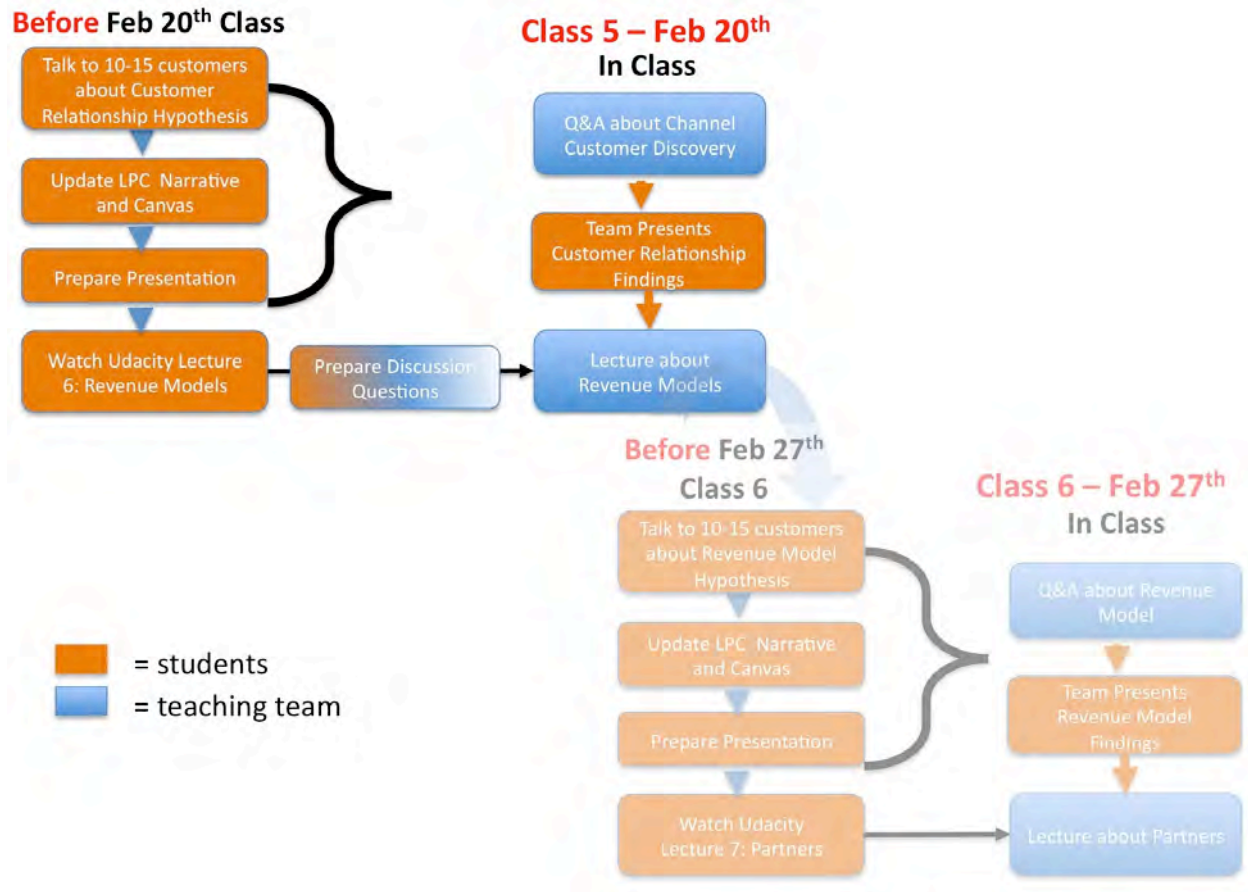 Before Feb 20th Class
Talk to 10-15 customers
about Customer
Relationship Hypothesis
Update LPC Narrative
and Canvas
Prepare Presentation
Watch Udacity Lecture
6: Revenue Models
Prepare Discussion
Questions
Class 5 – Feb 20th
In Class
Q&A about Channel
Customer Discovery
Team Presents
Customer Relationship
Findings
Lecture about
Revenue Models
Before Feb 27th
Class 6
Talk to 10-15 customers
about Revenue Model
Hypothesis
Update LPC Narrative
and Canvas
Prepare Presentation
Watch Udacity
Lecture 7: Partners
Class 6 – Feb 27th
In Class
Q&A about Revenue
Model
Team Presents
Revenue Model
Findings
Lecture about Partners
= students
= teaching team